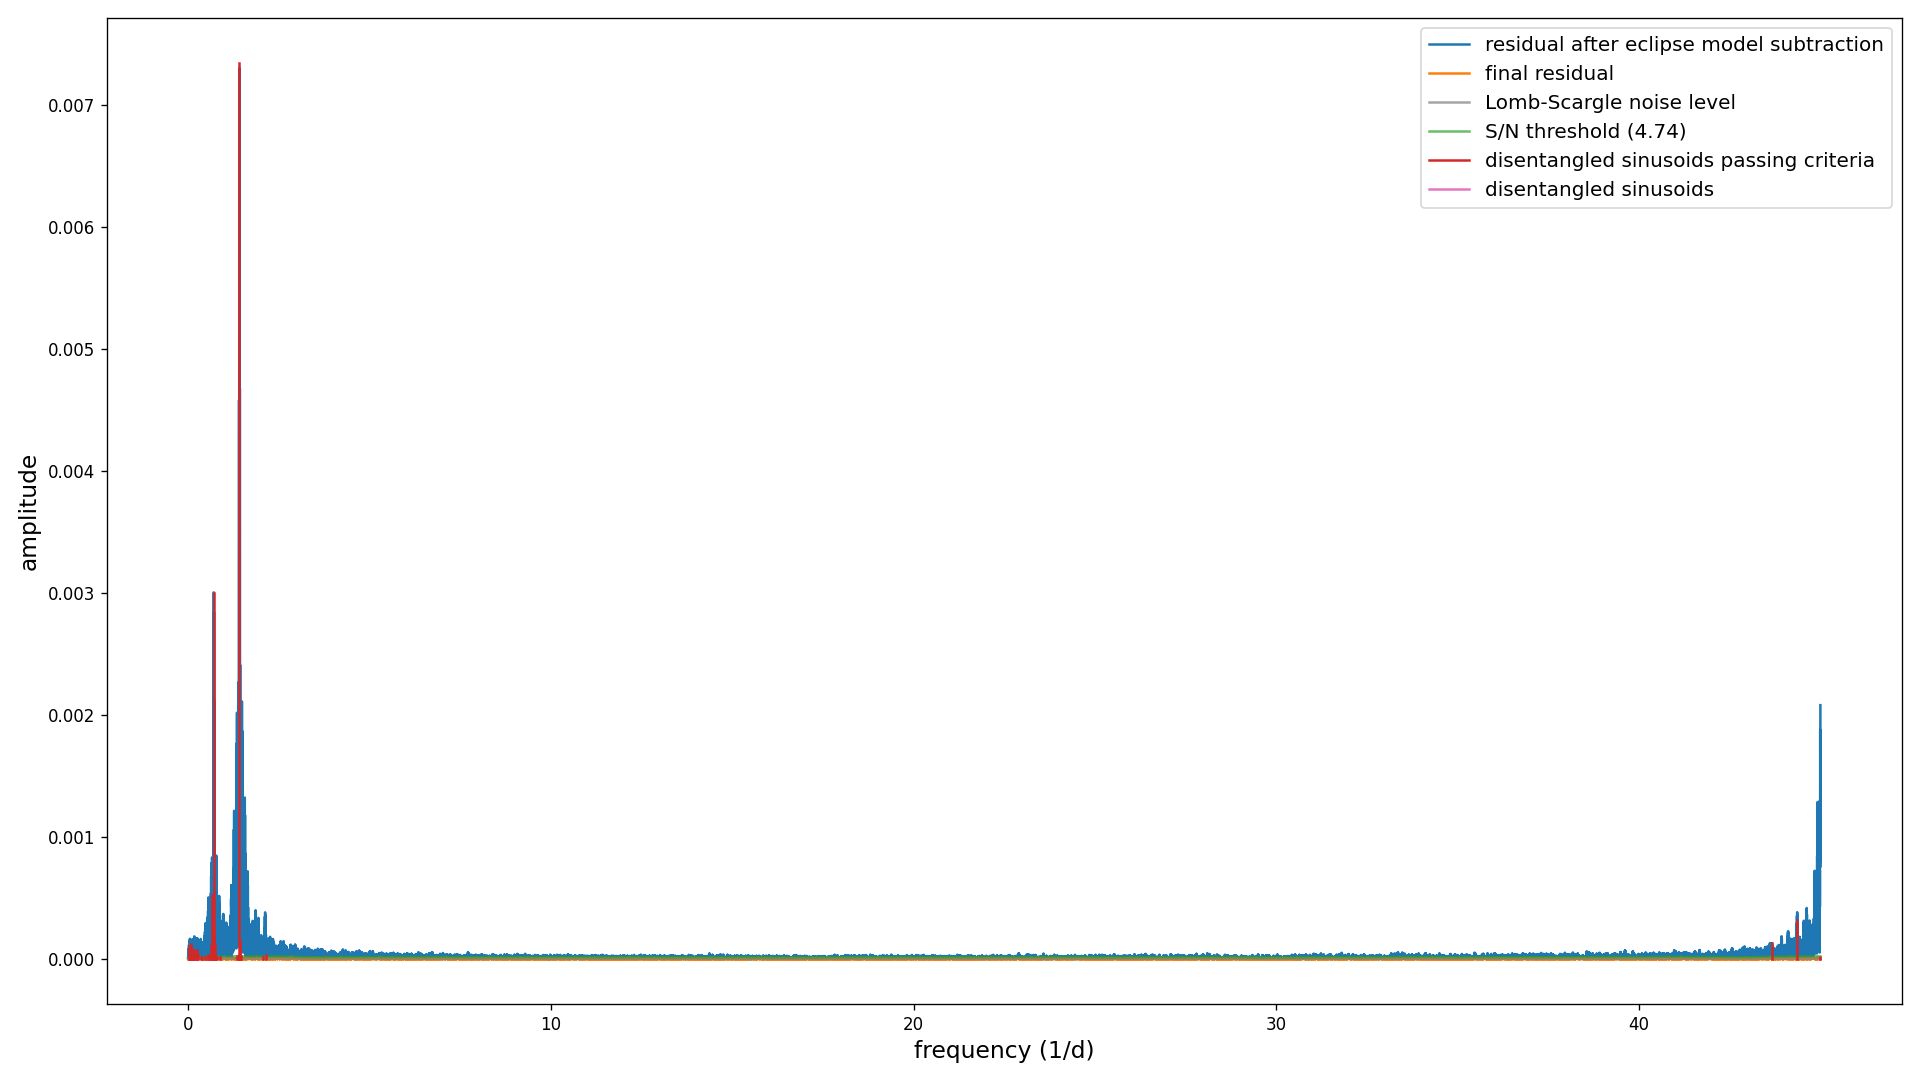 residual after eclipse model subtraction
final residual
Lomb-Scargle noise level
S/N threshold (4.74)
disentangled sinusoids passing criteria
disentangled sinusoids
0.007
0.006
0.005
0.004
0.003
0.002
0.001
0.000
amplitude
0 10 20 30 40
frequency (1/d)